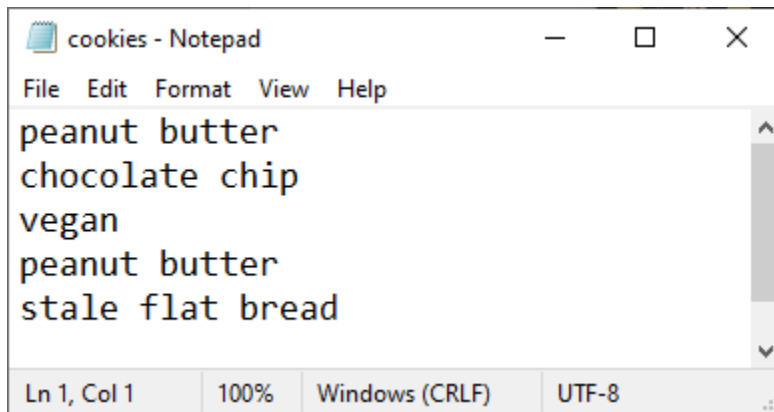 cookies - Notepad
File Edit Format View Help
peanut butter
chocolate chip
vegan
peanut butter
stale flat bread
Ln 1, Col 1 100% Windows (CRLF) UTF-8